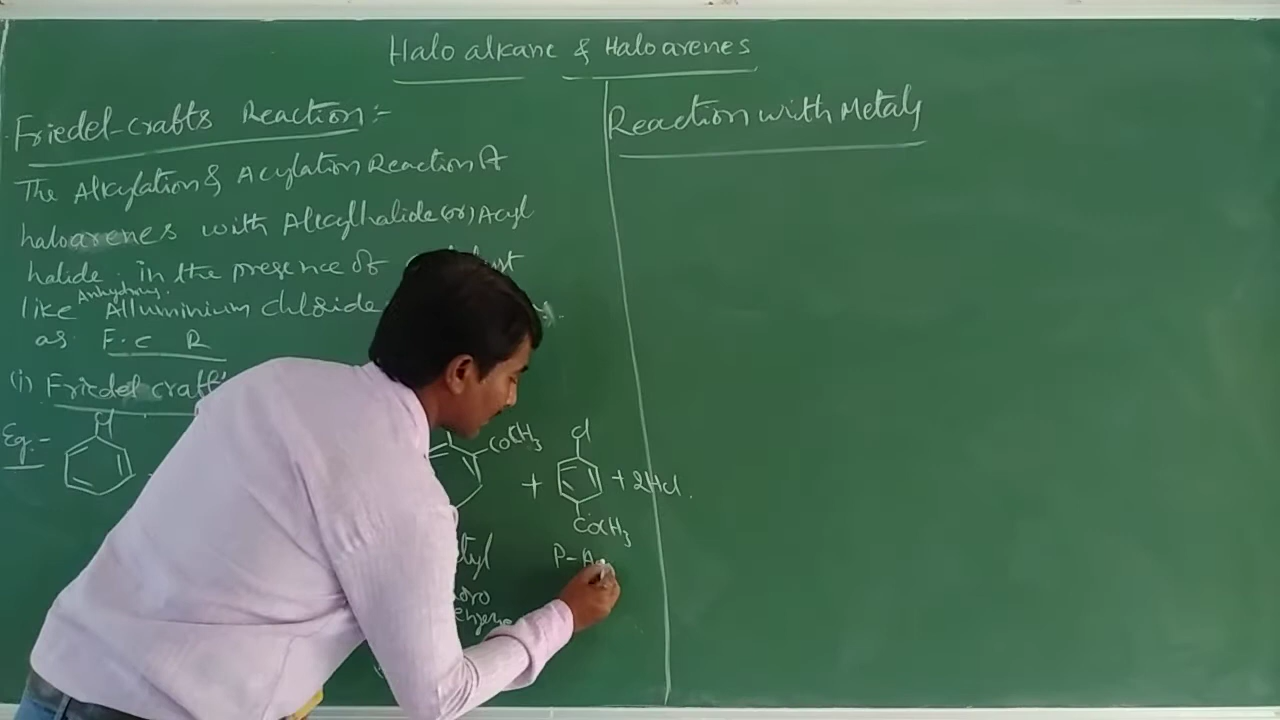 Halo alkane & Haloarenes
Friedel-crafts Reaction:-
The Alkylation & Acylation Reaction of
haloarenes with Alkylhalide (or) Acyl
halide in the presence of
like Anhydrous Alluminium chloride
as F.C R
(i) Friedel craft
Eg:-
Cl
COCH3
+
Cl
COCH3
+ 2HCl.
P-A
Reaction with Metals